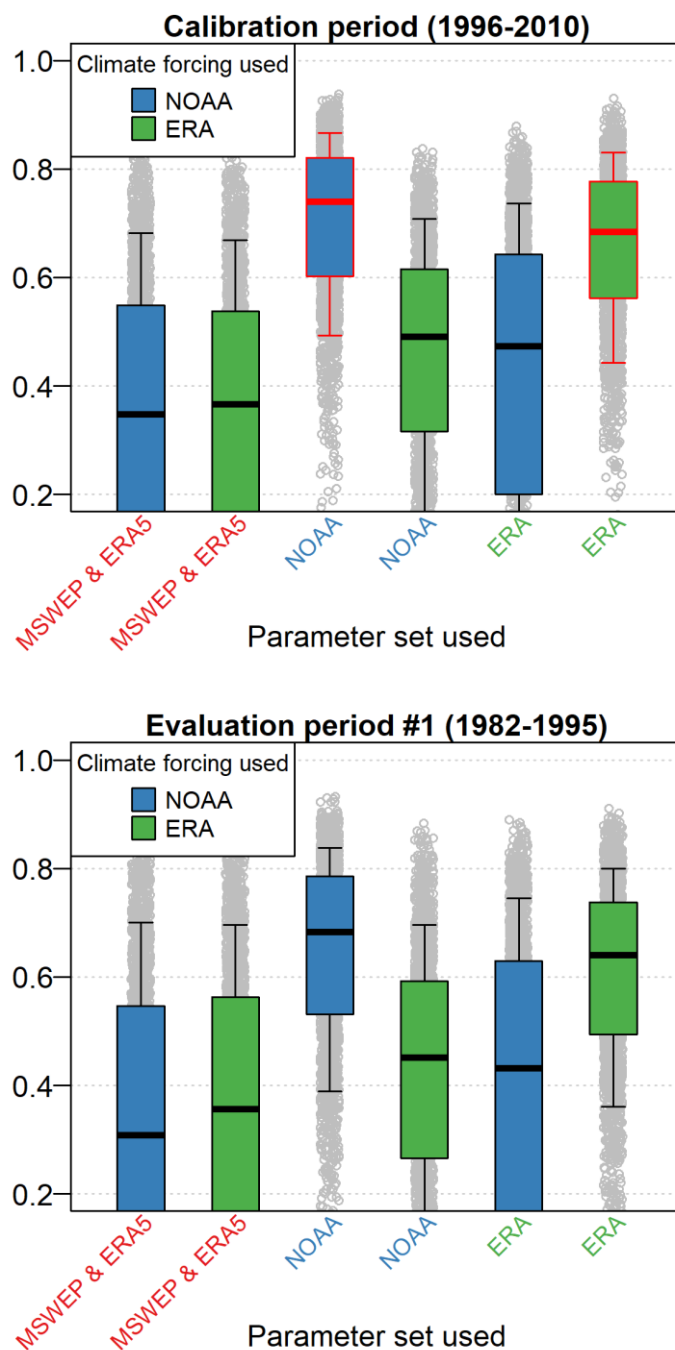 Calibration period (1996-2010)
Climate forcing used
NOAA
ERA
1.0
0.8
0.6
0.4
0.2
MSWEP & ERA5
MSWEP & ERA5
NOAA
NOAA
ERA
ERA
Parameter set used
Evaluation period #1 (1982-1995)
Climate forcing used
NOAA
ERA
1.0
0.8
0.6
0.4
0.2
MSWEP & ERA5
MSWEP & ERA5
NOAA
NOAA
ERA
ERA
Parameter set used